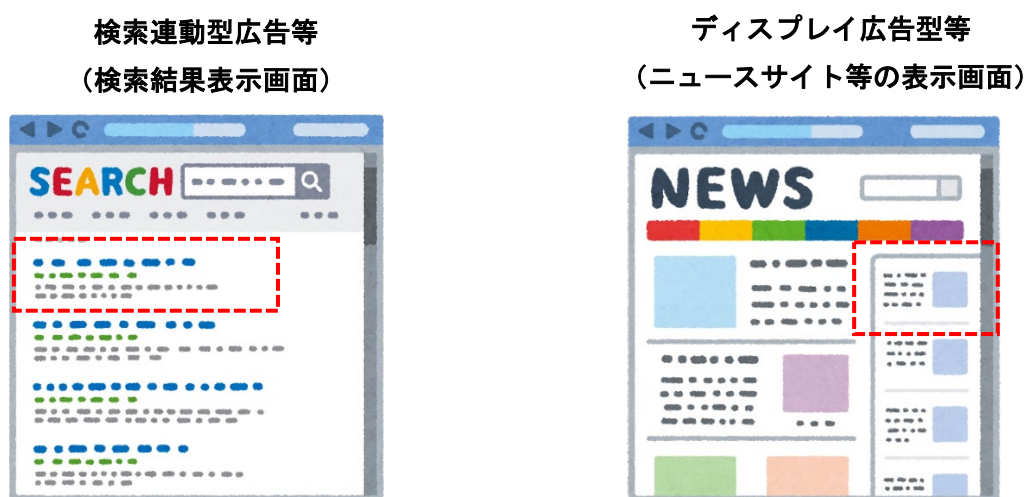 検索連動型広告等
（検索結果表示画面）
ディスプレイ広告型等
（ニュースサイト等の表示画面）
SEARCH
NEWS